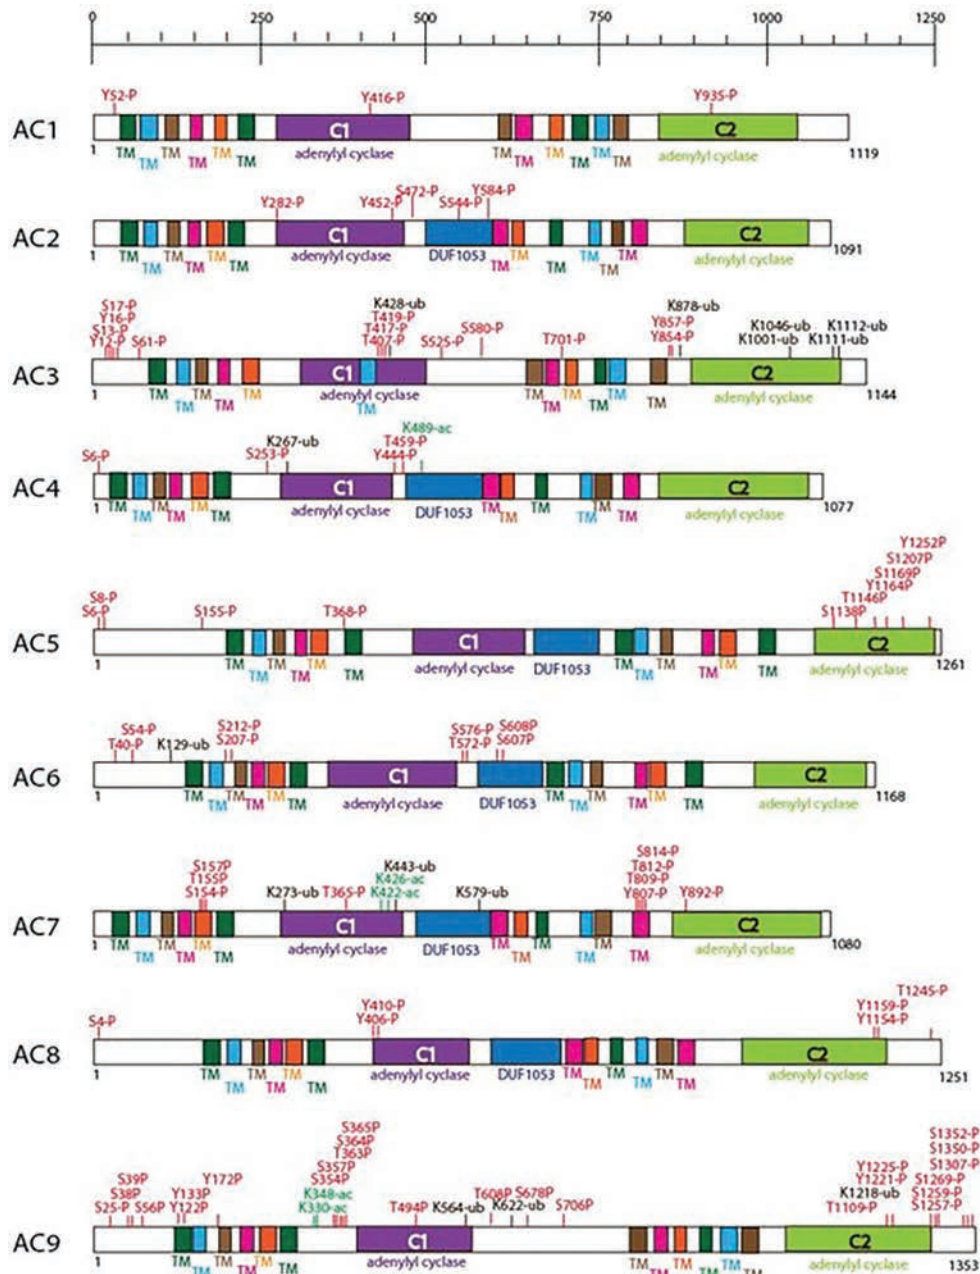 0 250 500 750 1000 1250
Y52-P Y416-P Y935-P
AC1 C1 C2
1 TM TM TM TM TM TM adenylyl cyclase TM TM TM TM TM TM adenylyl cyclase 1119
S472-P Y584-P
Y282-P Y452-P S544-P
AC2 C1 C2
1 TM TM TM TM TM TM adenylyl cyclase DUF1053 TM TM TM TM TM TM adenylyl cyclase 1091
S17-P K428-ub
Y16-P T419-P K878-ub
S13-P T417-P S580-P Y857-P K1046-ub K1112-ub
Y12-P S61-P T407-P S525-P T701-P Y854-P K1001-ub K1111-ub
AC3 C1 C2
1 TM TM TM TM TM adenylyl cyclase TM TM TM TM TM TM TM adenylyl cyclase 1144
K489-ac
K267-ub T459-P
S6-P S253-P Y444-P
AC4 C1 C2
1 TM TM TM TM TM TM adenylyl cyclase DUF1053 TM TM TM TM TM TM adenylyl cyclase 1077
Y1252P
S1207P
S1169P
Y1164P
S8-P T1146P
S6-P S155-P T368-P S1138P
AC5 C1 C2
1 TM TM TM TM TM TM adenylyl cyclase DUF1053 TM TM TM TM TM TM adenylyl cyclase 1261
S54-P S212-P S576-P S608P
T40-P K129-ub S207-P T572-P S607P
AC6 C1 C2
1 TM TM TM TM TM TM adenylyl cyclase DUF1053 TM TM TM TM TM TM adenylyl cyclase 1168
S814-P
S157P K443-ub T812-P
T155P K426-ac T809-P
S154-P K273-ub T365-P K422-ac K579-ub Y807-P Y892-P
AC7 C1 C2
1 TM TM TM TM TM TM adenylyl cyclase DUF1053 TM TM TM TM TM TM adenylyl cyclase 1080
T1245-P
Y410-P Y1159-P
S4-P Y406-P Y1154-P
AC8 C1 C2
1 TM TM TM TM TM TM adenylyl cyclase DUF1053 TM TM TM TM TM TM adenylyl cyclase 1251
S365P S1352-P
S364P S1350-P
T363P Y1225-P S1307-P
S39P Y172P S357P Y1221-P S1269-P
S38P Y133P S354P T608P S678P K1218-ub S1259-P
K348-ac
S25-P S56P Y122P K330-ac T494P K564-ub K622-ub S706P T1109-P S1257-P
AC9 C1 C2
TM TM TM TM TM TM adenylyl cyclase TM TM TM TM TM TM adenylyl cyclase 1353